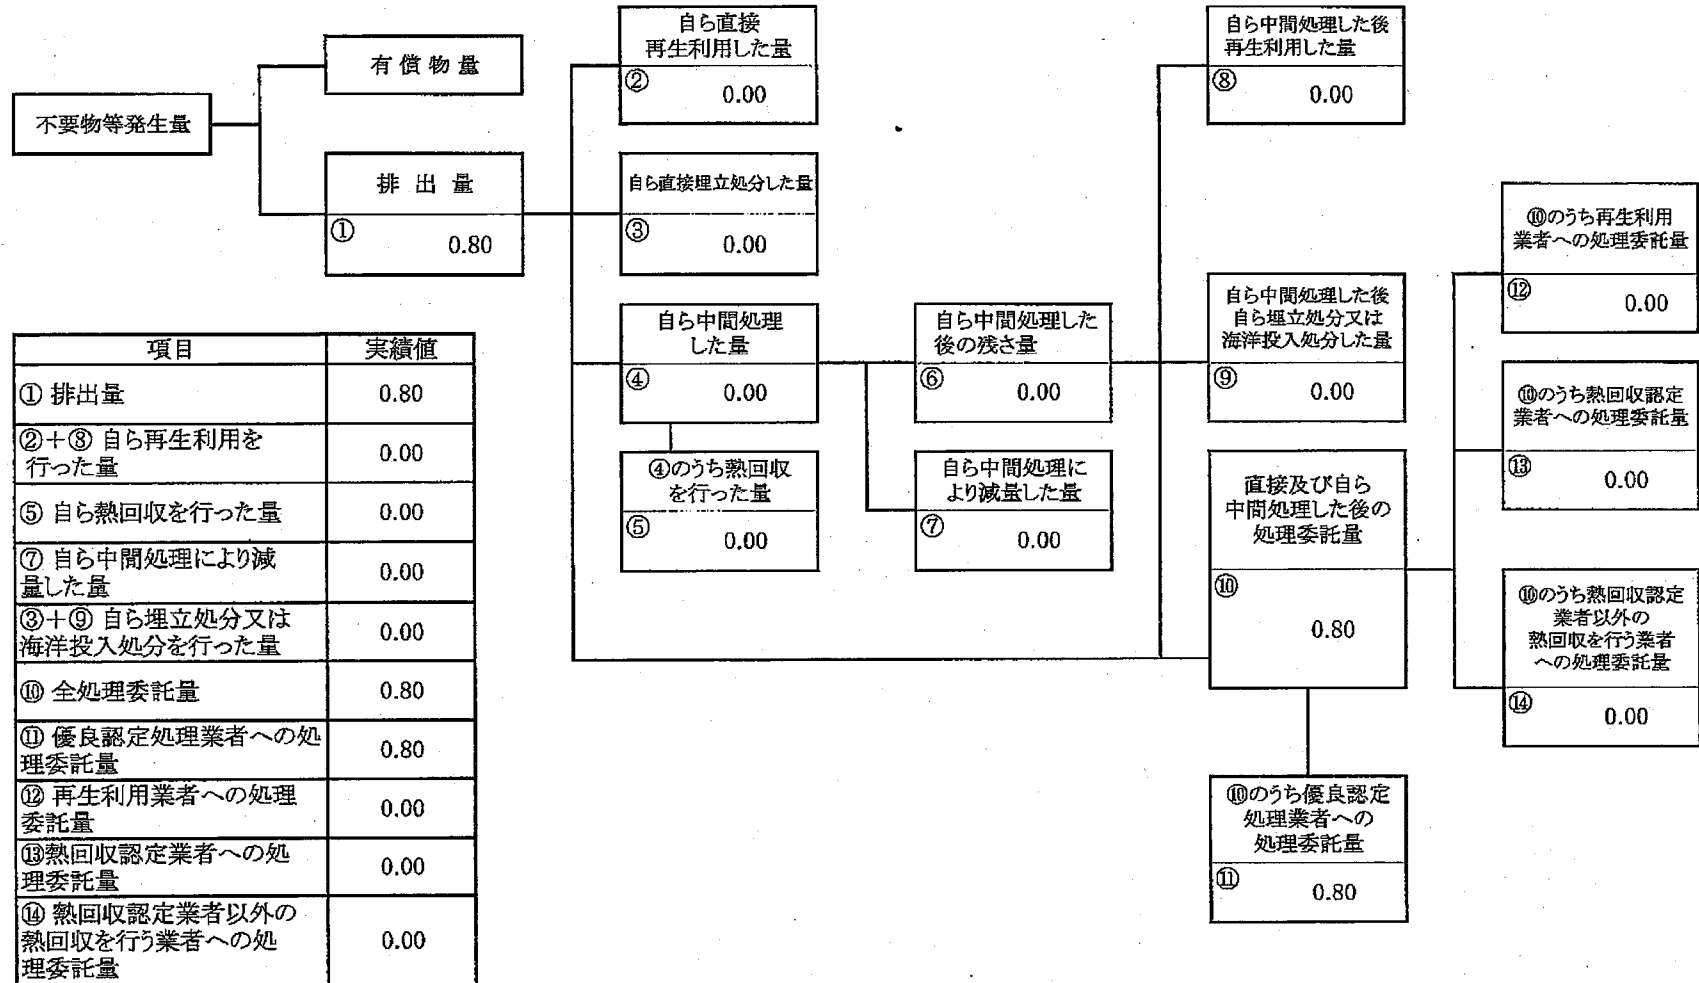 不要物等発生量
有償物量
排出量
①
0.80
自ら直接
再生利用した量
②
0.00
自ら直接埋立処分した量
③
0.00
自ら中間処理
した量
④
0.00
④のうち熱回収
を行った量
⑤
0.00
自ら中間処理した
後の残さ量
⑥
0.00
自ら中間処理に
より減量した量
⑦
0.00
自ら中間処理した後
再生利用した量
⑧
0.00
自ら中間処理した後
自ら埋立処分又は
海洋投入処分した量
⑨
0.00
直接及び自ら
中間処理した後の
処理委託量
⑩
0.80
⑩のうち優良認定
処理業者への
処理委託量
⑪
0.80
⑩のうち再生利用
業者への処理委託量
⑫
0.00
⑩のうち熱回収認定
業者への処理委託量
⑬
0.00
⑩のうち熱回収認定
業者以外の
熱回収を行う業者
への処理委託量
⑭
0.00
項目 実績値
① 排出量 0.80
②+⑧ 自ら再生利用を
行った量 0.00
⑤ 自ら熱回収を行った量 0.00
⑦ 自ら中間処理により減
量した量 0.00
③+⑨ 自ら埋立処分又は
海洋投入処分を行った量 0.00
⑩ 全処理委託量 0.80
⑪ 優良認定処理業者への処
理委託量 0.80
⑫ 再生利用業者への処理
委託量 0.00
⑬熱回収認定業者への処
理委託量 0.00
⑭ 熱回収認定業者以外の
熱回収を行う業者への処
理委託量 0.00